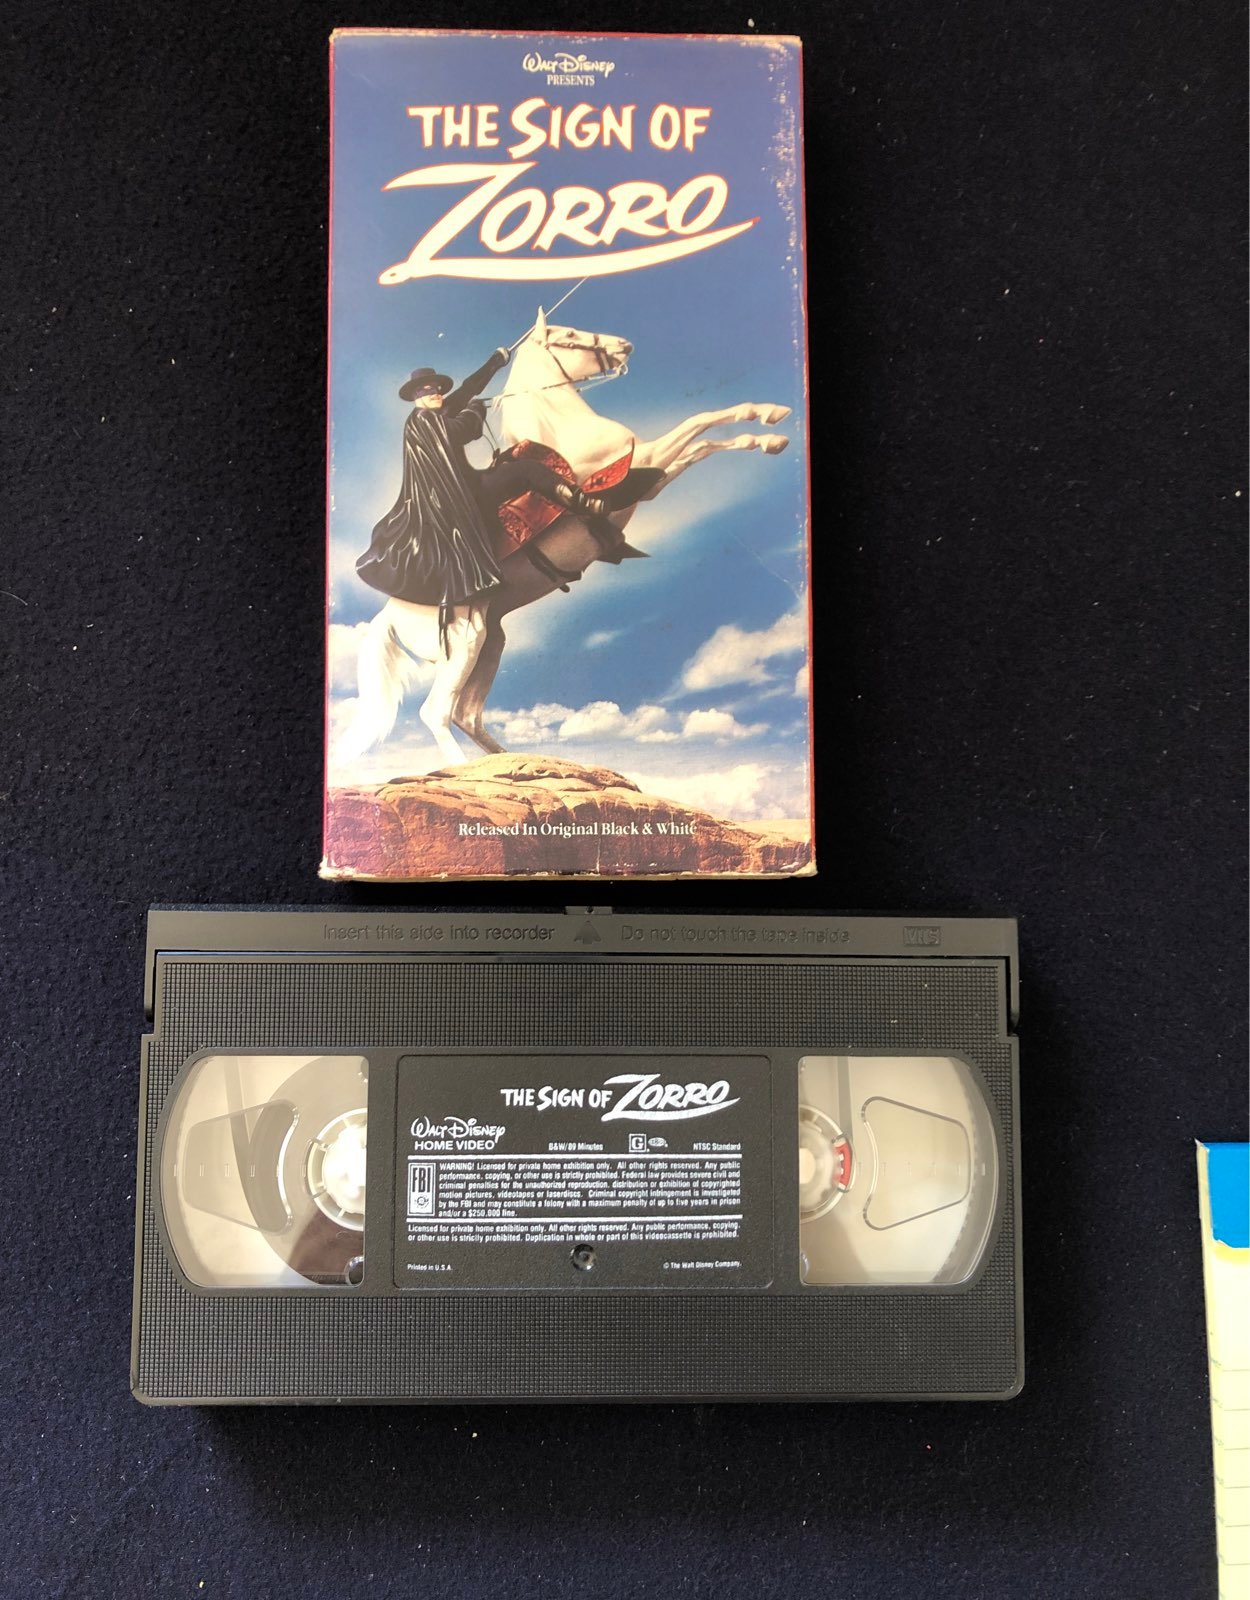 Walt Disney
PRESENTS
THE SIGN OF
ZORRO
Released In Original Black & White
Insert this side into recorder Do not touch the tape inside VHS
THE SIGN OF ZORRO
Walt Disney
HOME VIDEO B&W/89 Minutes G NTSC Standard
FBI
WARNING! Licensed for private home exhibition only. All other rights reserved. Any public
performance, copying, or other use is strictly prohibited. Federal law provides severe civil and
criminal penalties for the unauthorized reproduction, distribution or exhibition of copyrighted
motion pictures, videotapes or laserdiscs. Criminal copyright infringement is investigated
by the FBI and may constitute a felony with a maximum penalty of up to five years in prison
and/or a $250,000 fine.
Licensed for private home exhibition only. All other rights reserved. Any public performance, copying,
or other use is strictly prohibited. Duplication in whole or part of this videocassette is prohibited.
Printed in U.S.A. © The Walt Disney Company.